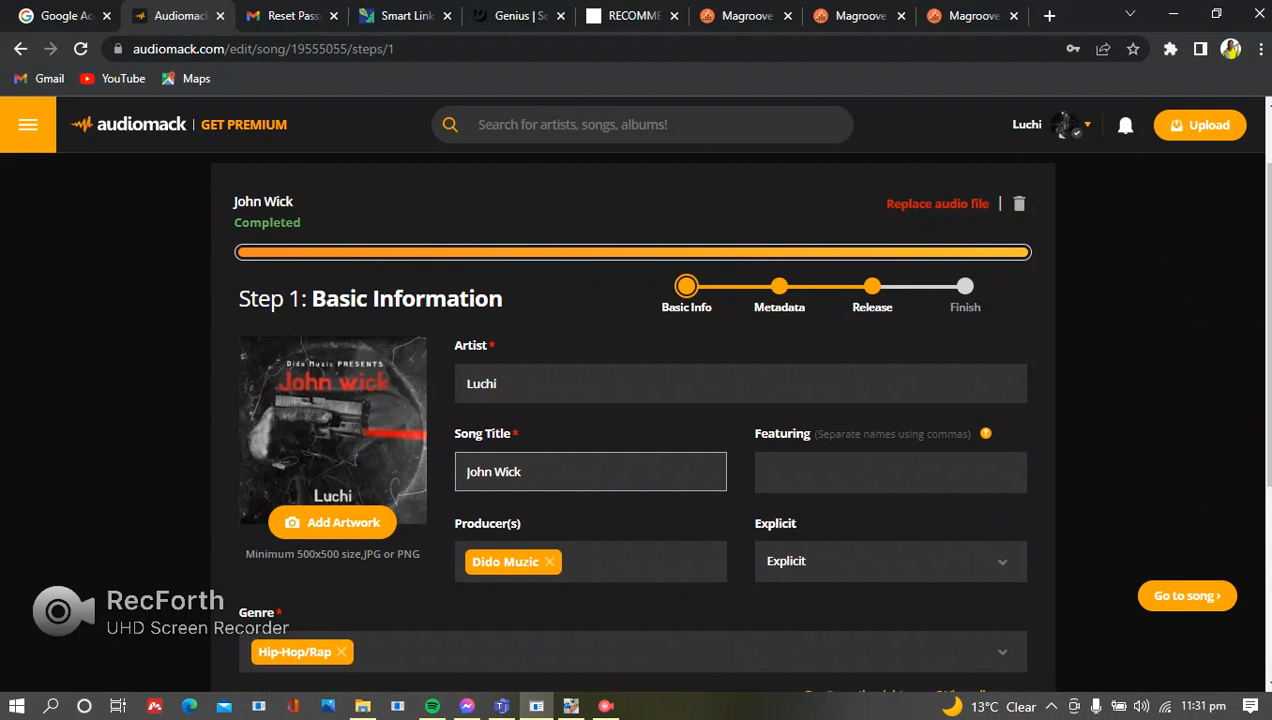 Google Acc
Audiomack
Reset Pass
Smart Link
Genius | So
RECOMME
Magroove
Magroove
Magroove
audiomack.com/edit/song/19555055/steps/1
Gmail
YouTube
Maps
audiomack | GET PREMIUM
Search for artists, songs, albums!
Luchi
Upload
John Wick
Replace audio file |
Completed
Step 1: Basic Information
Basic Info
Metadata
Release
Finish
Dido Muzic PRESENTS
John wick
Luchi
Add Artwork
Minimum 500x500 size,JPG or PNG
Artist*
Luchi
Song Title*
Featuring (Separate names using commas) ?
John Wick
Producer(s)
Explicit
Dido Muzic ×
Explicit
Go to song ›
RecForth
UHD Screen Recorder
Genre*
Hip-Hop/Rap ×
13°C Clear
11:31 pm